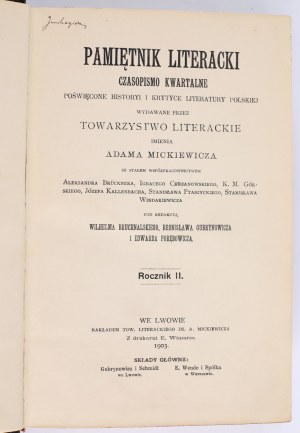 PAMIĘTNIK LITERACKI
CZASOPISMO KWARTALNE
POŚWIĘCONE HISTORYI I KRYTYCE LITERATURY POLSKIEJ
WYDAWANE PRZEZ
TOWARZYSTWO LITERACKIE
IMIENIA
ADAMA MICKIEWICZA
ZE STAŁEM WSPÓŁPRACOWNICTWEM
ALEKSANDRA BRÜCKNERA, IGNACEGO CHRZANOWSKIEGO, K. M. GÓR-
SKIEGO, JÓZEFA KALLENBACHA, STANISŁAWA PTASZYCKIEGO, STANISŁAWA
WINDAKIEWICZA
POD REDAKCYĄ
WILHELMA BRUCHNALSKIEGO, BRONISŁAWA GUBRYNOWICZA
I EDWARDA PORĘBOWICZA.
Rocznik II.
WE LWOWIE
NAKŁADEM TOW. LITERACKIEGO IM. A. MICKIEWICZA
Z drukarni E. Winiarza.
1903.
SKŁADY GŁÓWNE:
Gubrynowicz i Schmidt
we Lwowie.
E. Wende i Spółka
w Warszawie.